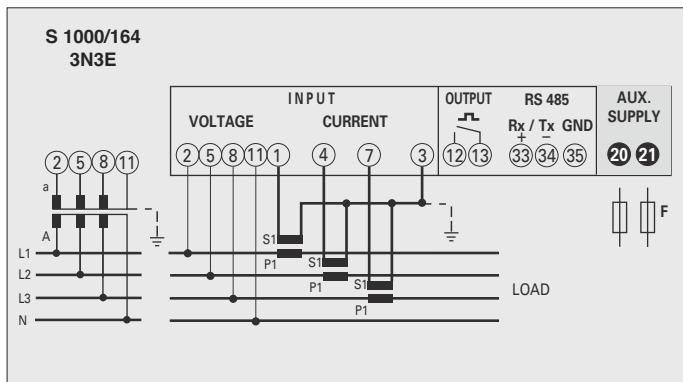 S 1000/164
3N3E
INPUT
OUTPUT
RS 485
AUX.
SUPPLY
VOLTAGE
CURRENT
Rx / Tx GND
+ −
2 5 8 11
2 5 8 11 1 4 7 3
12 13
33 34 35
20 21
a
A
F
S1
P1
S1
P1
S1
P1
L1
L2
L3
N
LOAD